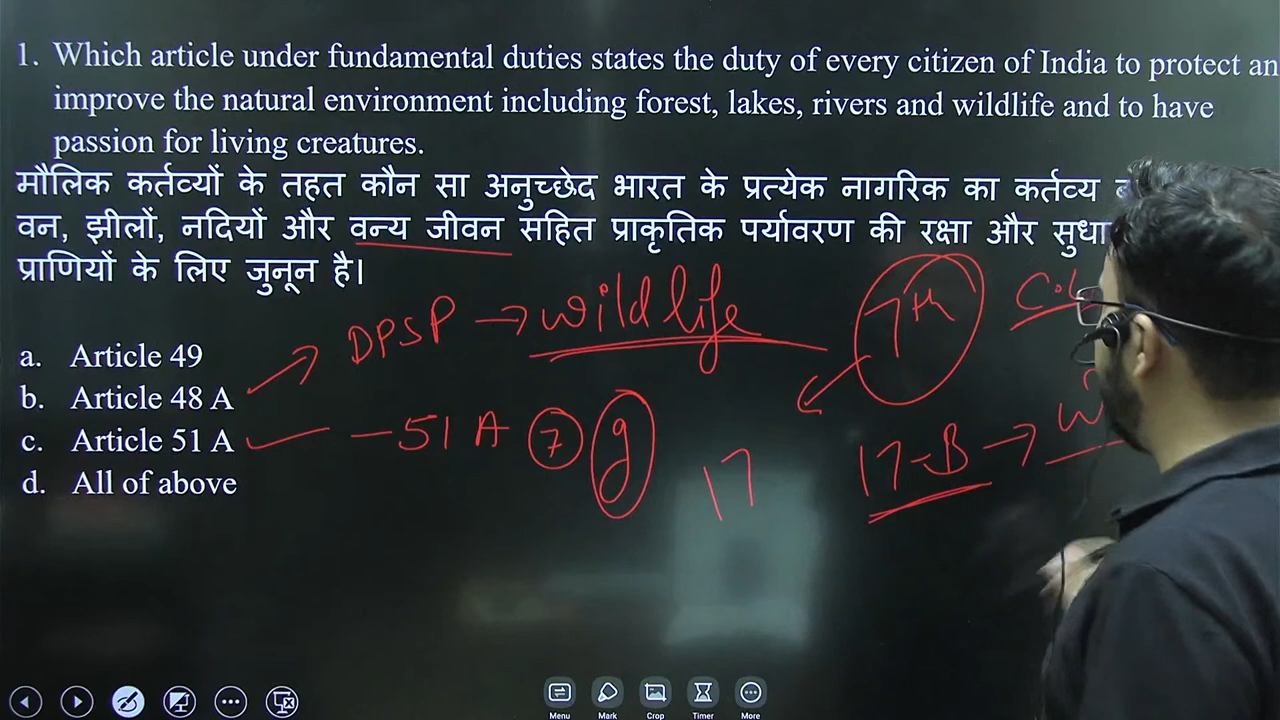 1. Which article under fundamental duties states the duty of every citizen of India to protect an
improve the natural environment including forest, lakes, rivers and wildlife and to have
passion for living creatures.
मौलिक कर्तव्यों के तहत कौन सा अनुच्छेद भारत के प्रत्येक नागरिक का कर्तव्य
वन, झीलों, नदियों और वन्य जीवन सहित प्राकृतिक पर्यावरण की रक्षा और सुधा
प्राणियों के लिए जुनून है।
DPSP → wild life
7th
a. Article 49
b. Article 48 A
c. Article 51 A
- 51 A 7 g
17
17-B →
d. All of above
Menu Mark Crop Timer More